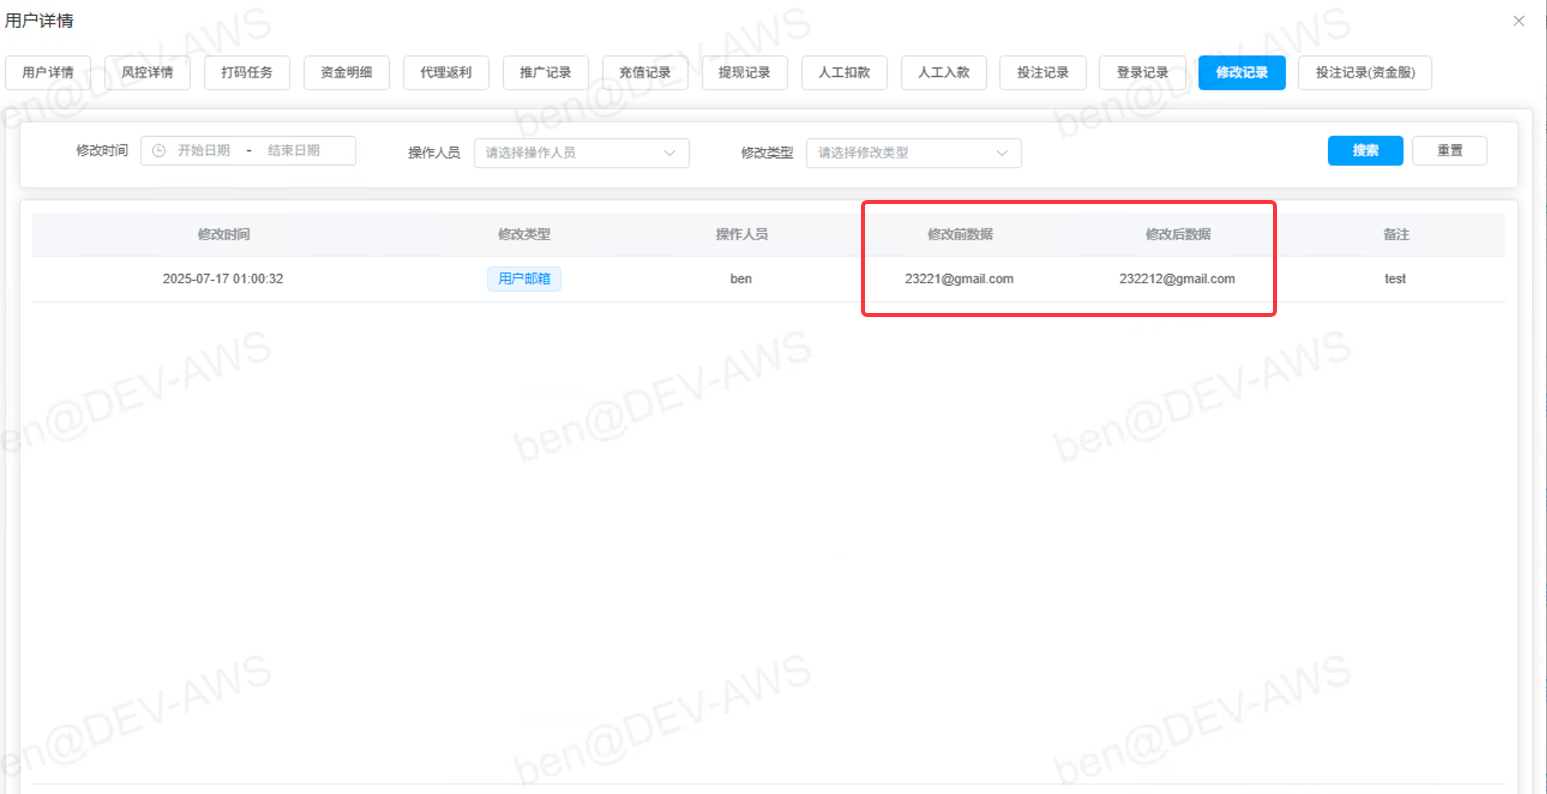 用户详情
用户详情 风控详情 打码任务 资金明细 代理返利 推广记录 充值记录 提现记录 人工扣款 人工入款 投注记录 登录记录 修改记录 投注记录(资金服)
修改时间 开始日期 - 结束日期 操作人员 请选择操作人员 修改类型 请选择修改类型 搜索 重置
修改时间 修改类型 操作人员 修改前数据 修改后数据 备注
2025-07-17 01:00:32 用户邮箱 ben 23221@gmail.com 232212@gmail.com test
ben@DEV-AWS ben@DEV-AWS ben@DEV-AWS
ben@DEV-AWS ben@DEV-AWS ben@DEV-AWS
ben@DEV-AWS ben@DEV-AWS ben@DEV-AWS